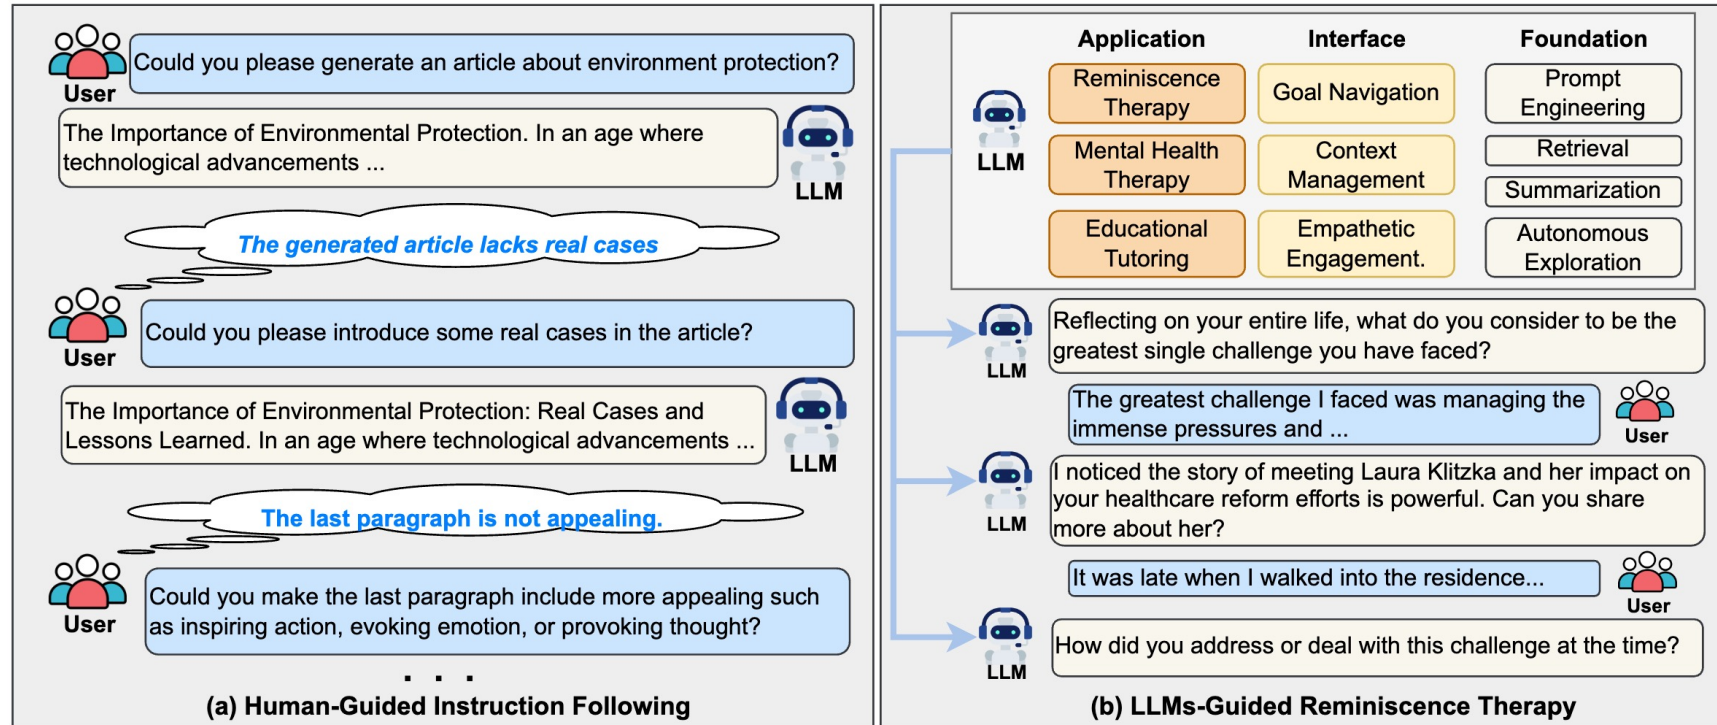 Could you please generate an article about environment protection?
User
The Importance of Environmental Protection. In an age where
technological advancements ...
LLM
The generated article lacks real cases
Could you please introduce some real cases in the article?
User
The Importance of Environmental Protection: Real Cases and
Lessons Learned. In an age where technological advancements ...
LLM
The last paragraph is not appealing.
Could you make the last paragraph include more appealing such
as inspiring action, evoking emotion, or provoking thought?
User
. . .
(a) Human-Guided Instruction Following
Application
Interface
Foundation
LLM
Reminiscence
Therapy
Goal Navigation
Prompt
Engineering
Mental Health
Therapy
Context
Management
Retrieval
Summarization
Educational
Tutoring
Empathetic
Engagement.
Autonomous
Exploration
Reflecting on your entire life, what do you consider to be the
greatest single challenge you have faced?
LLM
The greatest challenge I faced was managing the
immense pressures and ...
User
I noticed the story of meeting Laura Klitzka and her impact on
your healthcare reform efforts is powerful. Can you share
more about her?
LLM
It was late when I walked into the residence...
User
How did you address or deal with this challenge at the time?
LLM
(b) LLMs-Guided Reminiscence Therapy